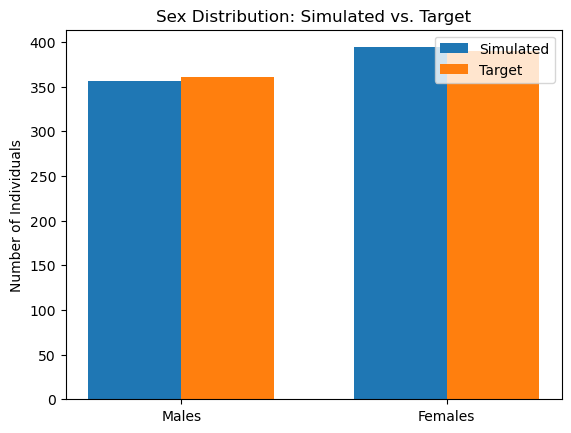 Sex Distribution: Simulated vs. Target
Simulated
Target
Number of Individuals
400
350
300
250
200
150
100
50
0
Males
Females